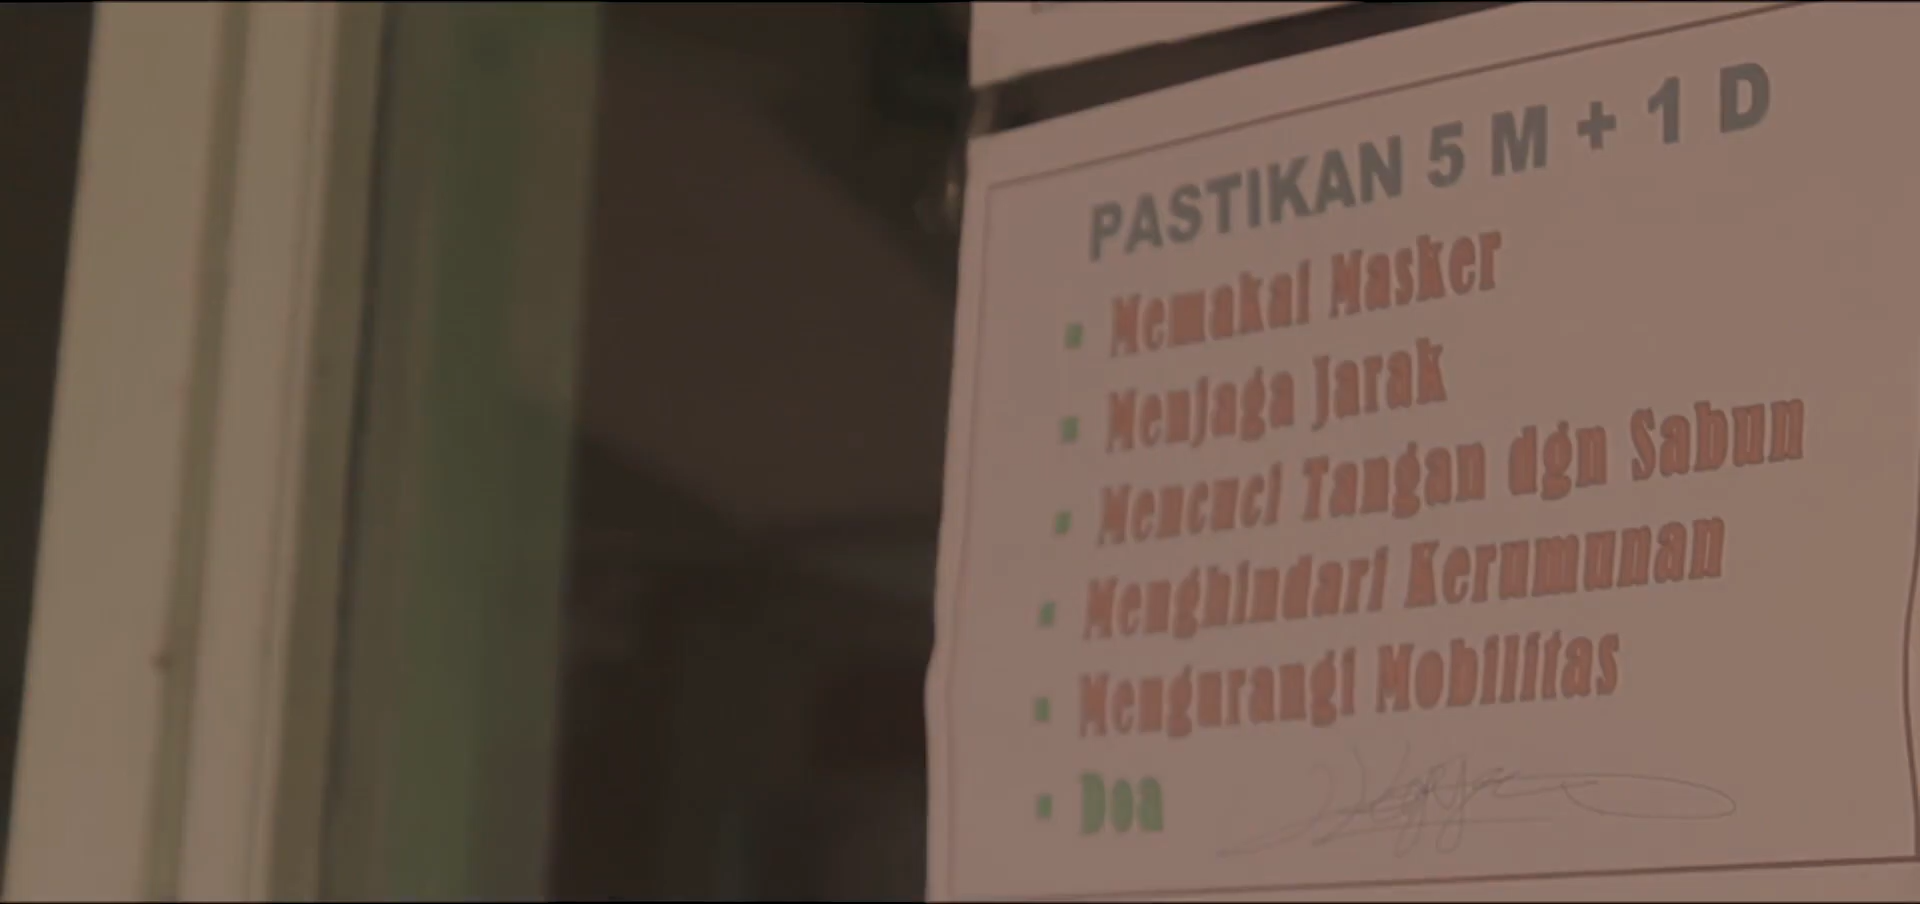 PASTIKAN 5 M + 1 D
Memakai Masker
Menjaga Jarak
Mencuci Tangan dgn Sabun
Menghindari Kerumunan
Mengurangi Mobilitas
Doa